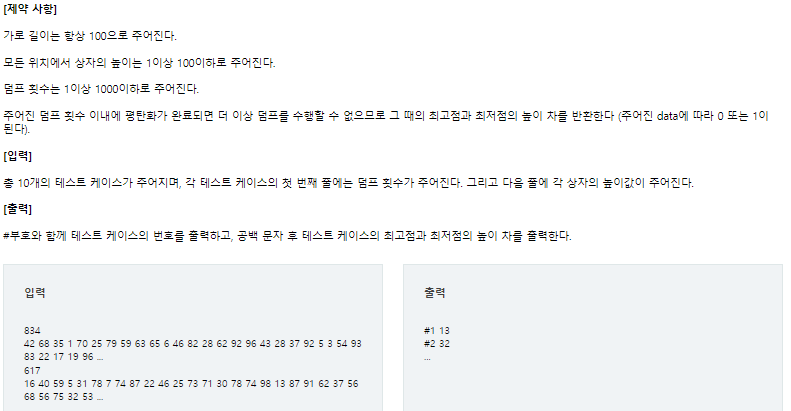 [제약 사항]
가로 길이는 항상 100으로 주어진다.
모든 위치에서 상자의 높이는 1이상 100이하로 주어진다.
덤프 횟수는 1이상 1000이하로 주어진다.
주어진 덤프 횟수 이내에 평탄화가 완료되면 더 이상 덤프를 수행할 수 없으므로 그 때의 최고점과 최저점의 높이 차를 반환한다 (주어진 data에 따라 0 또는 1이
된다).
[입력]
총 10개의 테스트 케이스가 주어지며, 각 테스트 케이스의 첫 번째 줄에는 덤프 횟수가 주어진다. 그리고 다음 줄에 각 상자의 높이값이 주어진다.
[출력]
#부호와 함께 테스트 케이스의 번호를 출력하고, 공백 문자 후 테스트 케이스의 최고점과 최저점의 높이 차를 출력한다.
입력
834
42 68 35 1 70 25 79 59 63 65 6 46 82 28 62 92 96 43 28 37 92 5 3 54 93
83 22 17 19 96 ...
617
16 40 59 5 31 78 7 74 87 22 46 25 73 71 30 78 74 98 13 87 91 62 37 56
68 56 75 32 53 ...
출력
#1 13
#2 32
...